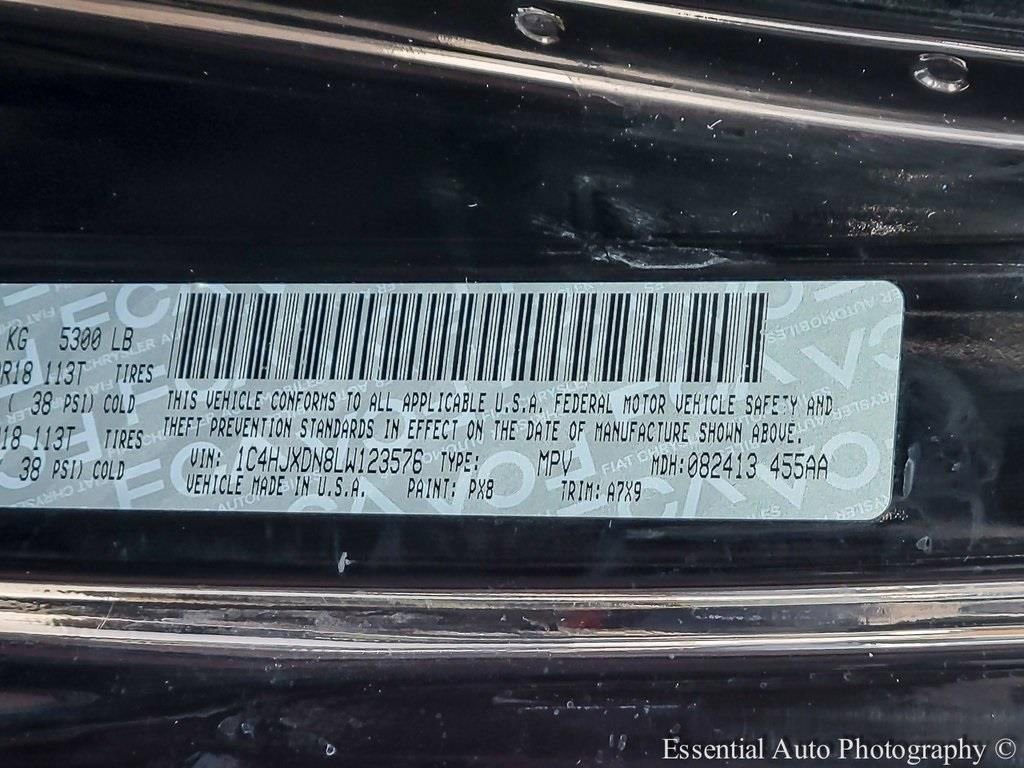 KG 5300 LB
R18 113T TIRES
38 PSI) COLD
R18 113T TIRES
38 PSI) COLD
THIS VEHICLE CONFORMS TO ALL APPLICABLE U.S.A. FEDERAL MOTOR VEHICLE SAFETY AND
THEFT PREVENTION STANDARDS IN EFFECT ON THE DATE OF MANUFACTURE SHOWN ABOVE.
VIN: 1C4HJXDN8LW123576 TYPE: MPV MDH:082413 455AA
VEHICLE MADE IN U.S.A. PAINT: PX8 TRIM: A7X9
Essential Auto Photography ©